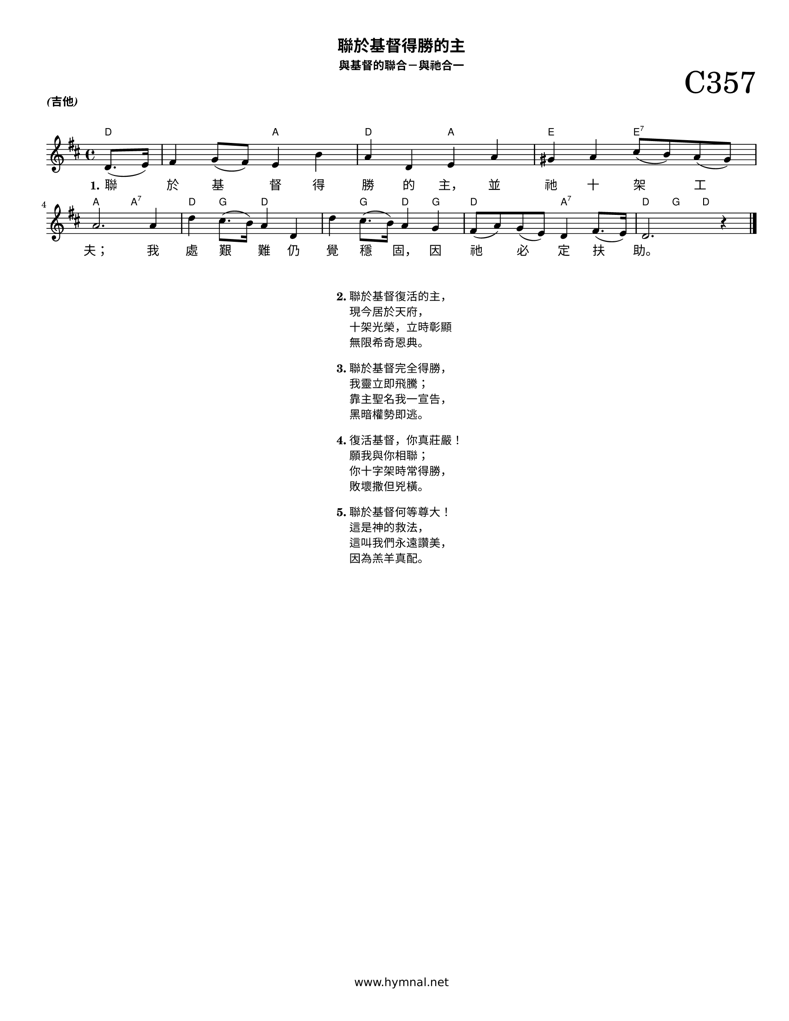 聯於基督得勝的主
與基督的聯合－與祂合一
C357
(吉他)
D A D A E E7
1. 聯 於 基 督 得 勝 的 主， 並 祂 十 架 工
4 A A7 D G D G D G D A7 D G D
夫； 我 處 艱 難 仍 覺 穩 固， 因 祂 必 定 扶 助。
2. 聯於基督復活的主，
現今居於天府，
十架光榮，立時彰顯
無限希奇恩典。
3. 聯於基督完全得勝，
我靈立即飛騰；
靠主聖名我一宣告，
黑暗權勢即逃。
4. 復活基督，你真莊嚴！
願我與你相聯；
你十字架時常得勝，
敗壞撒但兇橫。
5. 聯於基督何等尊大！
這是神的救法，
這叫我們永遠讚美，
因為羔羊真配。
www.hymnal.net